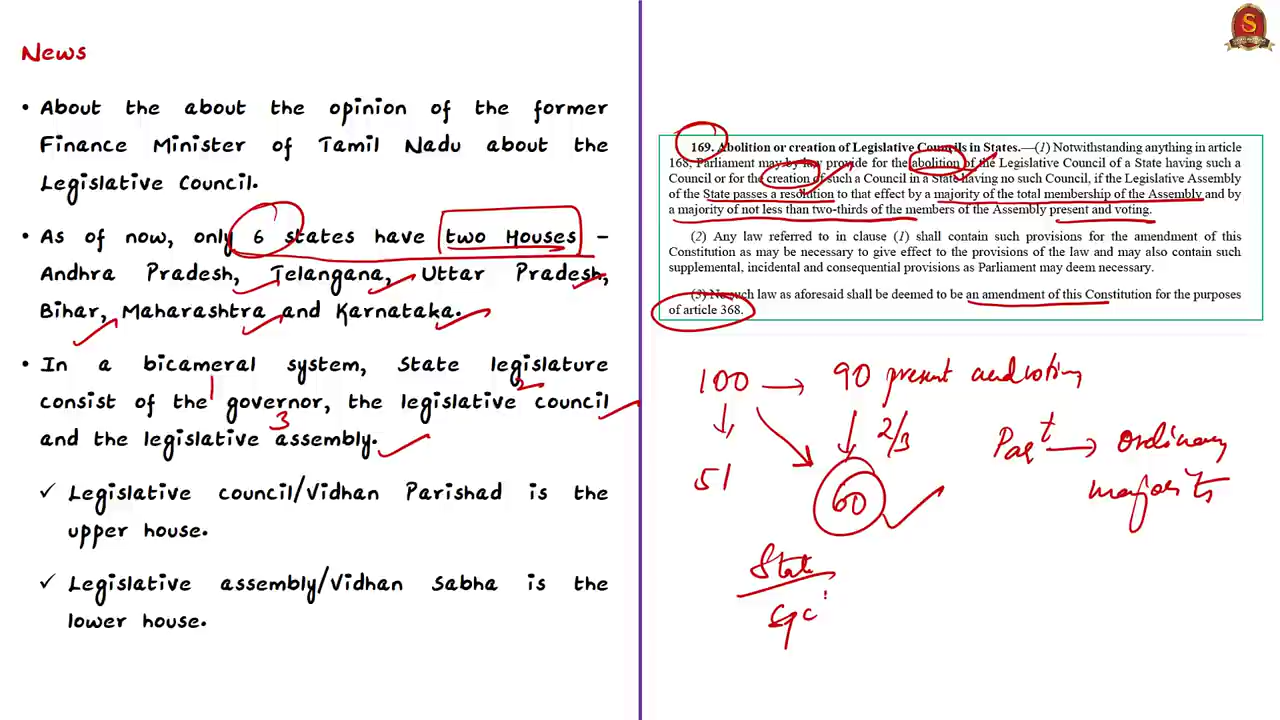 News
• About the about the opinion of the former
Finance Minister of Tamil Nadu about the
Legislative Council.
• As of now, only 6 states have two Houses -
Andhra Pradesh, Telangana, Uttar Pradesh,
Bihar, Maharashtra and Karnataka.
• In a bicameral system, State legislature
consist of the governor, the legislative council
and the legislative assembly.
1
2
3
✓ Legislative council/Vidhan Parishad is the
upper house.
✓ Legislative assembly/Vidhan Sabha is the
lower house.
S
169. Abolition or creation of Legislative Councils in States.—(1) Notwithstanding anything in article
168, Parliament may by law provide for the abolition of the Legislative Council of a State having such a
Council or for the creation of such a Council in a State having no such Council, if the Legislative Assembly
of the State passes a resolution to that effect by a majority of the total membership of the Assembly and by
a majority of not less than two-thirds of the members of the Assembly present and voting.
(2) Any law referred to in clause (1) shall contain such provisions for the amendment of this
Constitution as may be necessary to give effect to the provisions of the law and may also contain such
supplemental, incidental and consequential provisions as Parliament may deem necessary.
(3) No such law as aforesaid shall be deemed to be an amendment of this Constitution for the purposes
of article 368.
100 → 90 present and voting
2/3
51
60
Part → Ordinary
majority
State